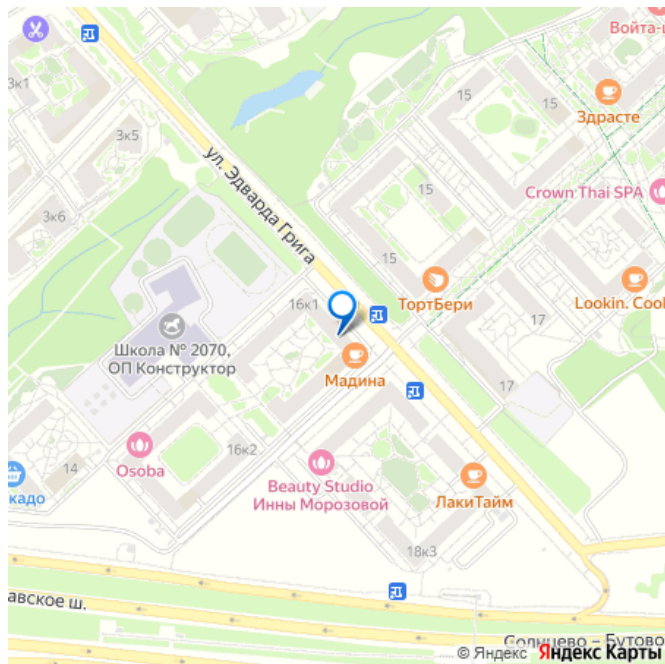 Войта-ц
3к1
15
15
Здрасте
3к5
ул. Эдварда Грига
15
Crown Thai SPA
3к6
15
ТортБери
Lookin. Cook
16к1
17
Школа № 2070,
ОП Конструктор
Мадина
17
16к2
Osoba
14
кадо
Beauty Studio
Инны Морозовой
ЛакиТайм
18к3
авское ш.
Солнцево – Бутово
© Яндекс Яндекс Карты